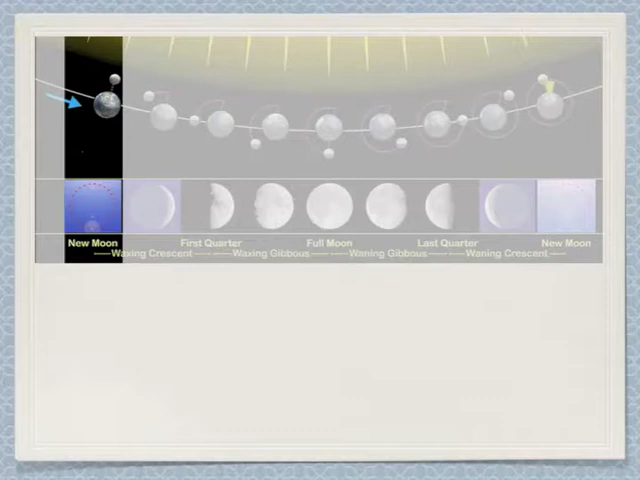 New Moon First Quarter Full Moon Last Quarter New Moon
Waxing Crescent Waxing Gibbous Waning Gibbous Waning Crescent